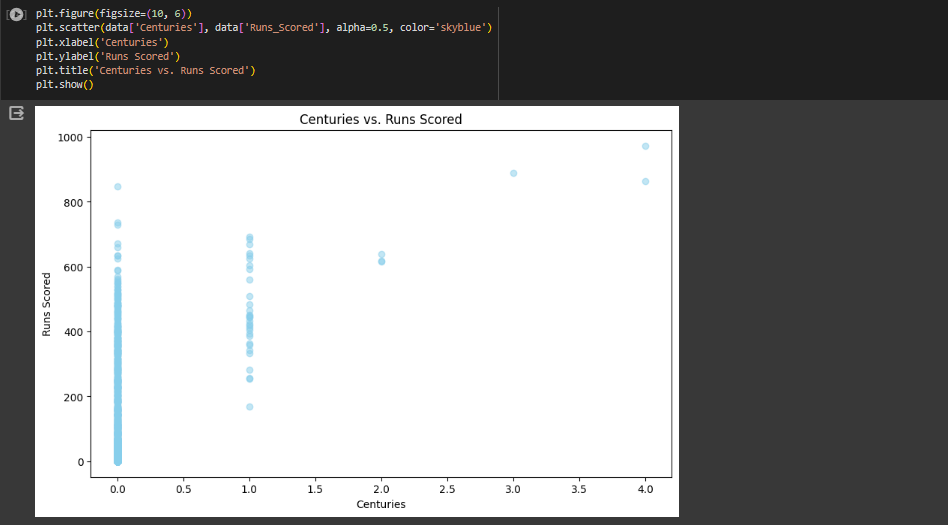 plt.figure(figsize=(10, 6))
plt.scatter(data['Centuries'], data['Runs_Scored'], alpha=0.5, color='skyblue')
plt.xlabel('Centuries')
plt.ylabel('Runs Scored')
plt.title('Centuries vs. Runs Scored')
plt.show()
Centuries vs. Runs Scored
1000
800
600
400
200
0
Runs Scored
0.0 0.5 1.0 1.5 2.0 2.5 3.0 3.5 4.0
Centuries